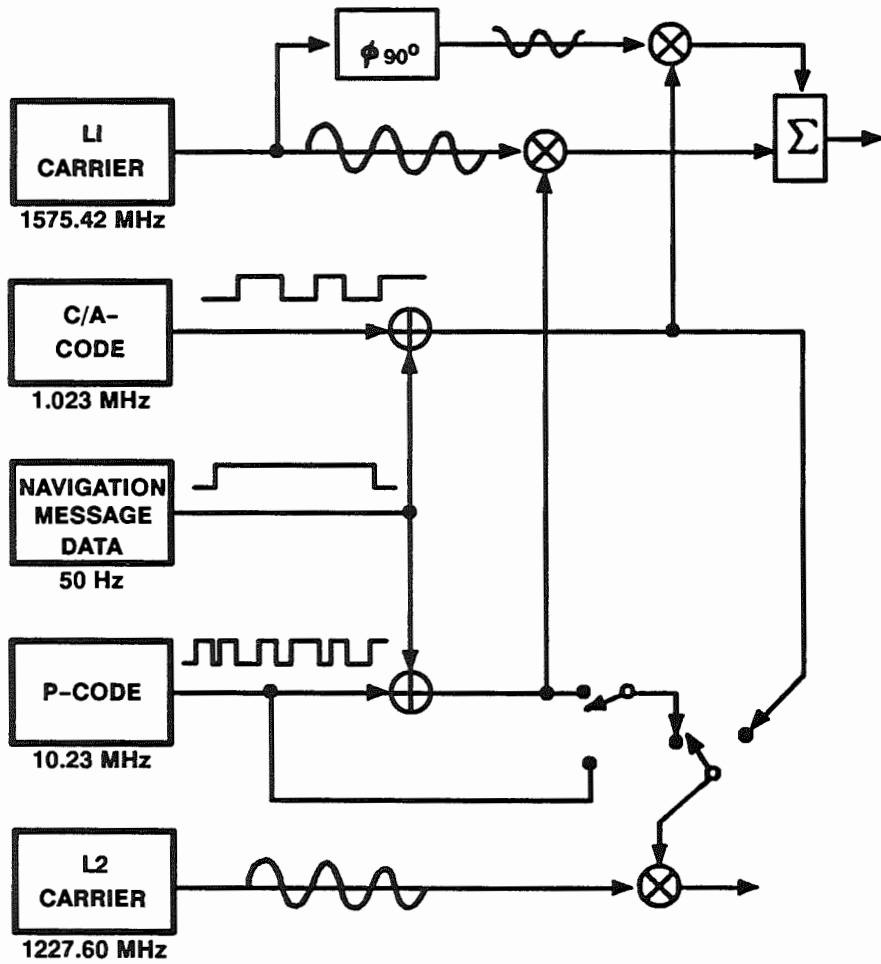 ϕ 90°
L1
CARRIER
1575.42 MHz
Σ
C/A-
CODE
1.023 MHz
NAVIGATION
MESSAGE
DATA
50 Hz
P-CODE
10.23 MHz
L2
CARRIER
1227.60 MHz